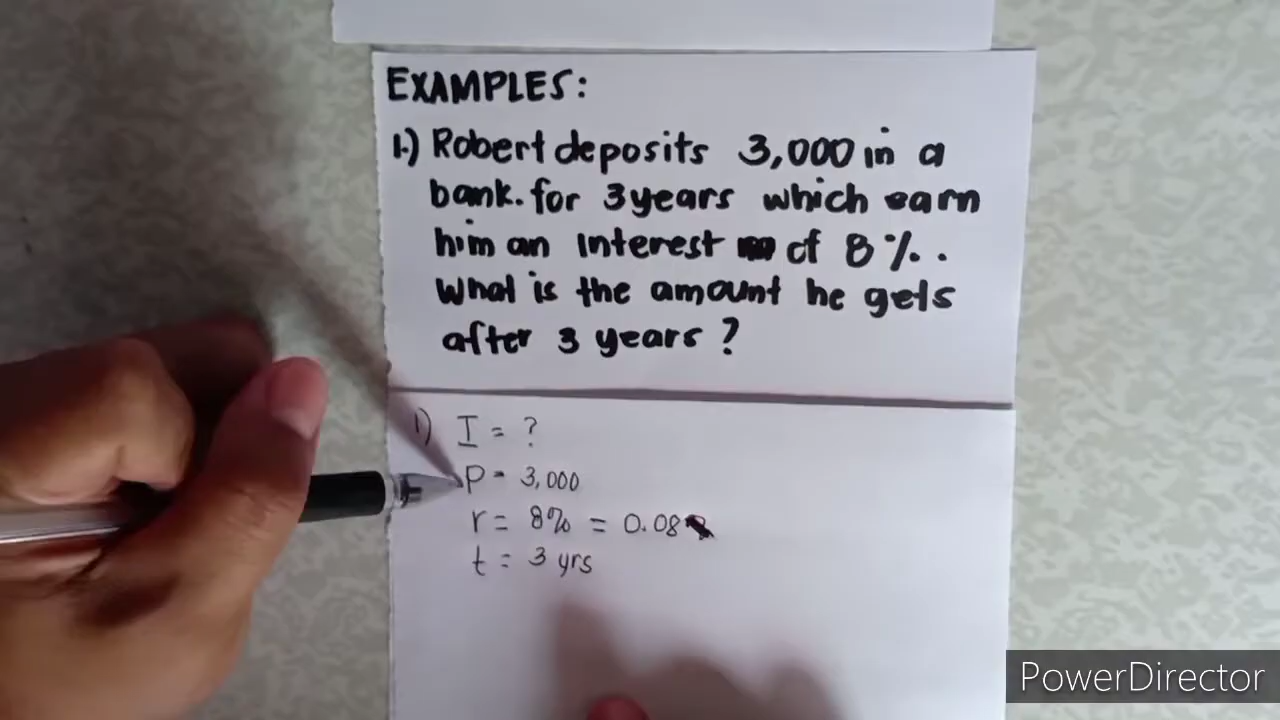 EXAMPLES:
1.) Robert deposits 3,000 in a
bank. for 3 years which earn
him an interest of 8%.
What is the amount he gets
after 3 years?
1) I = ?
P = 3,000
r = 8% = 0.08
t = 3 yrs
PowerDirector